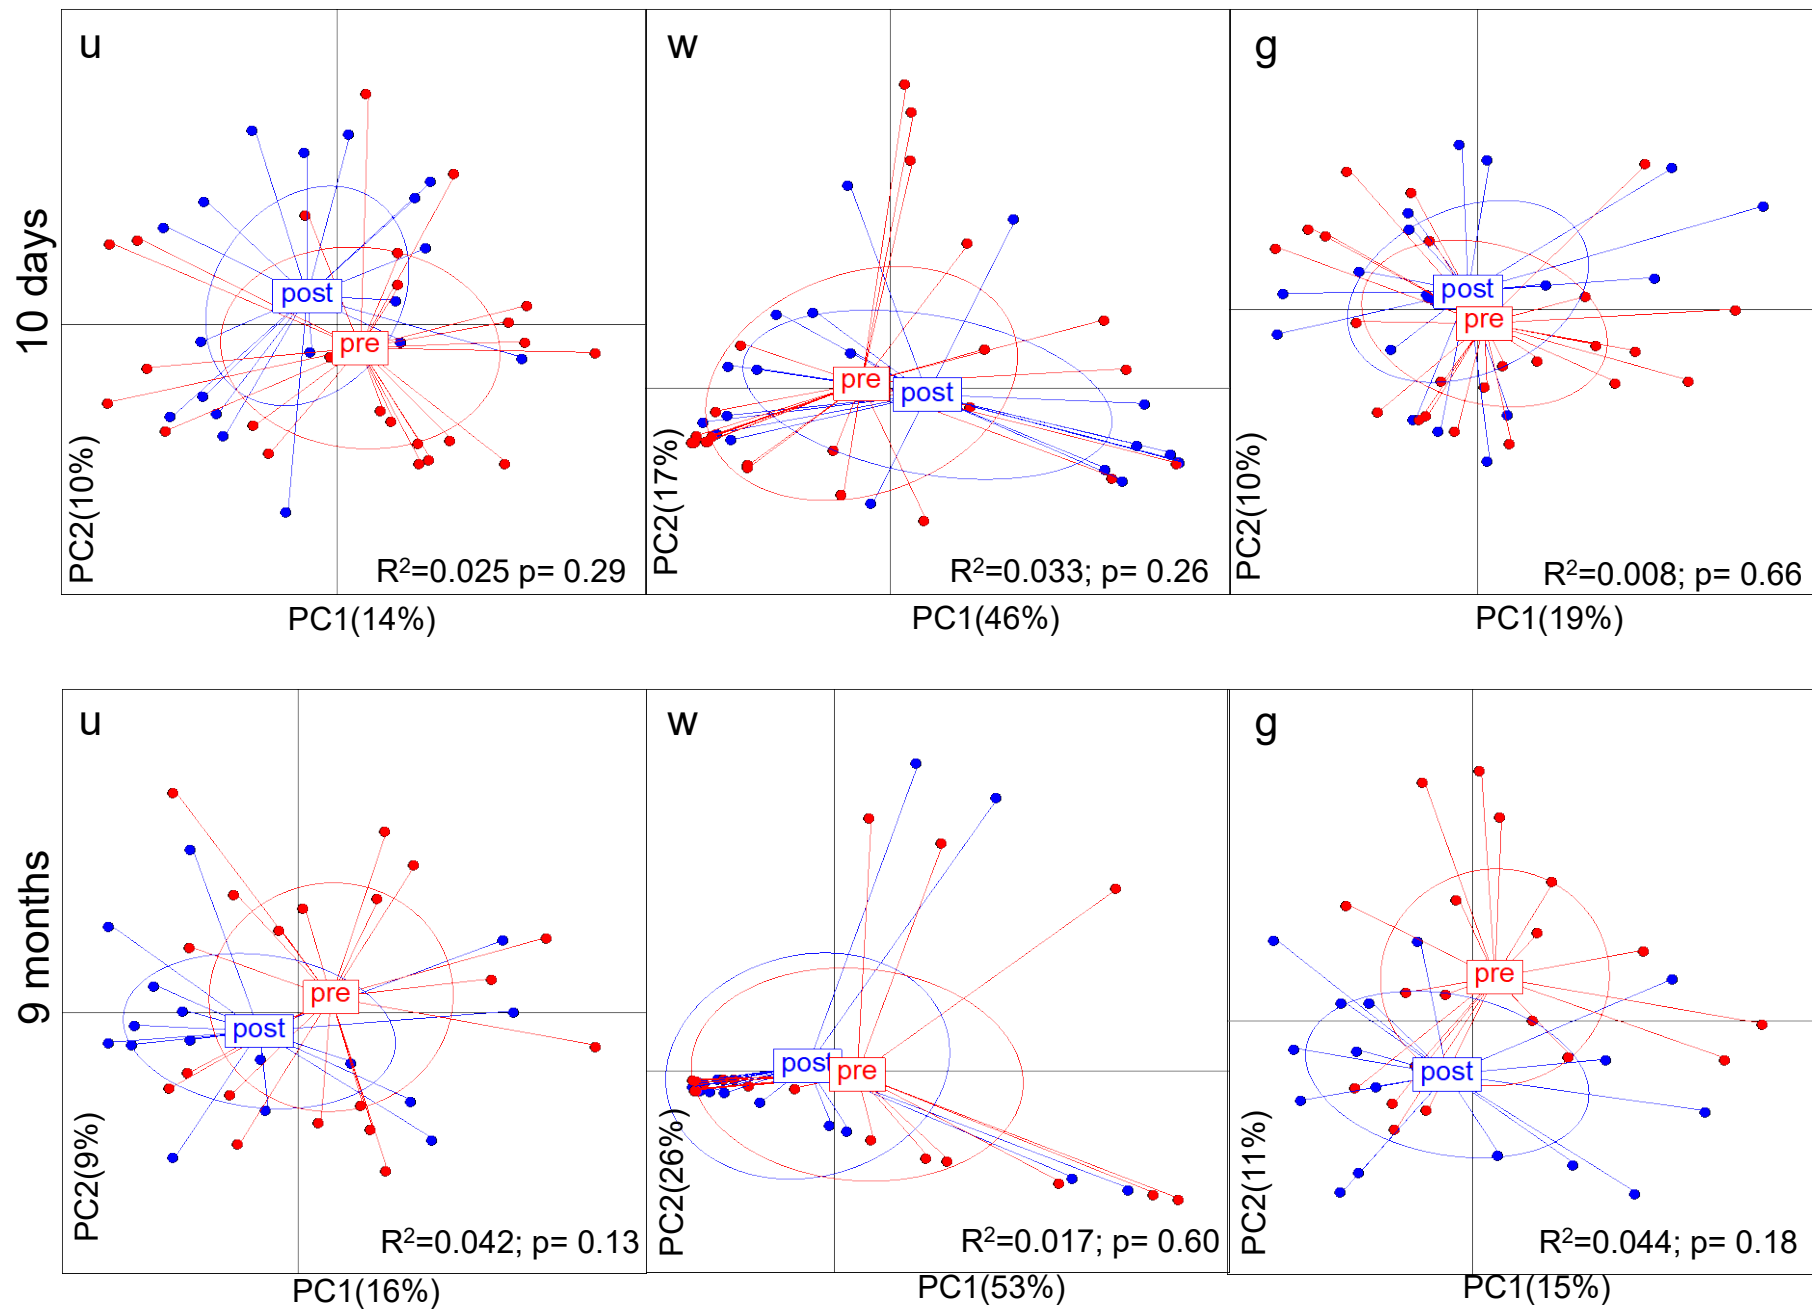 10 days
u
post
pre
PC2(10%)
R²=0.025 p= 0.29
PC1(14%)
w
pre
post
PC2(17%)
R²=0.033; p= 0.26
PC1(46%)
g
post
pre
PC2(10%)
R²=0.008; p= 0.66
PC1(19%)
9 months
u
pre
post
PC2(9%)
R²=0.042; p= 0.13
PC1(16%)
w
post
pre
PC2(26%)
R²=0.017; p= 0.60
PC1(53%)
g
pre
post
PC2(11%)
R²=0.044; p= 0.18
PC1(15%)